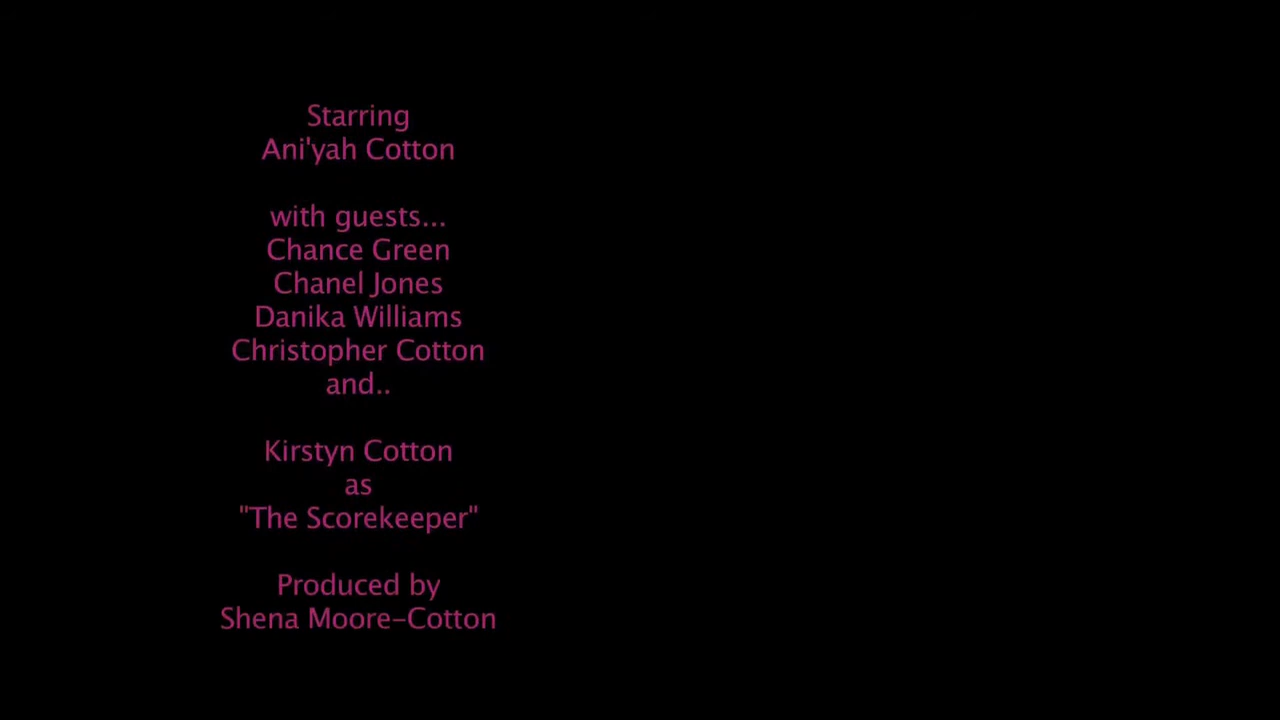 Starring
Ani'yah Cotton
with guests...
Chance Green
Chanel Jones
Danika Williams
Christopher Cotton
and..
Kirstyn Cotton
as
"The Scorekeeper"
Produced by
Shena Moore-Cotton